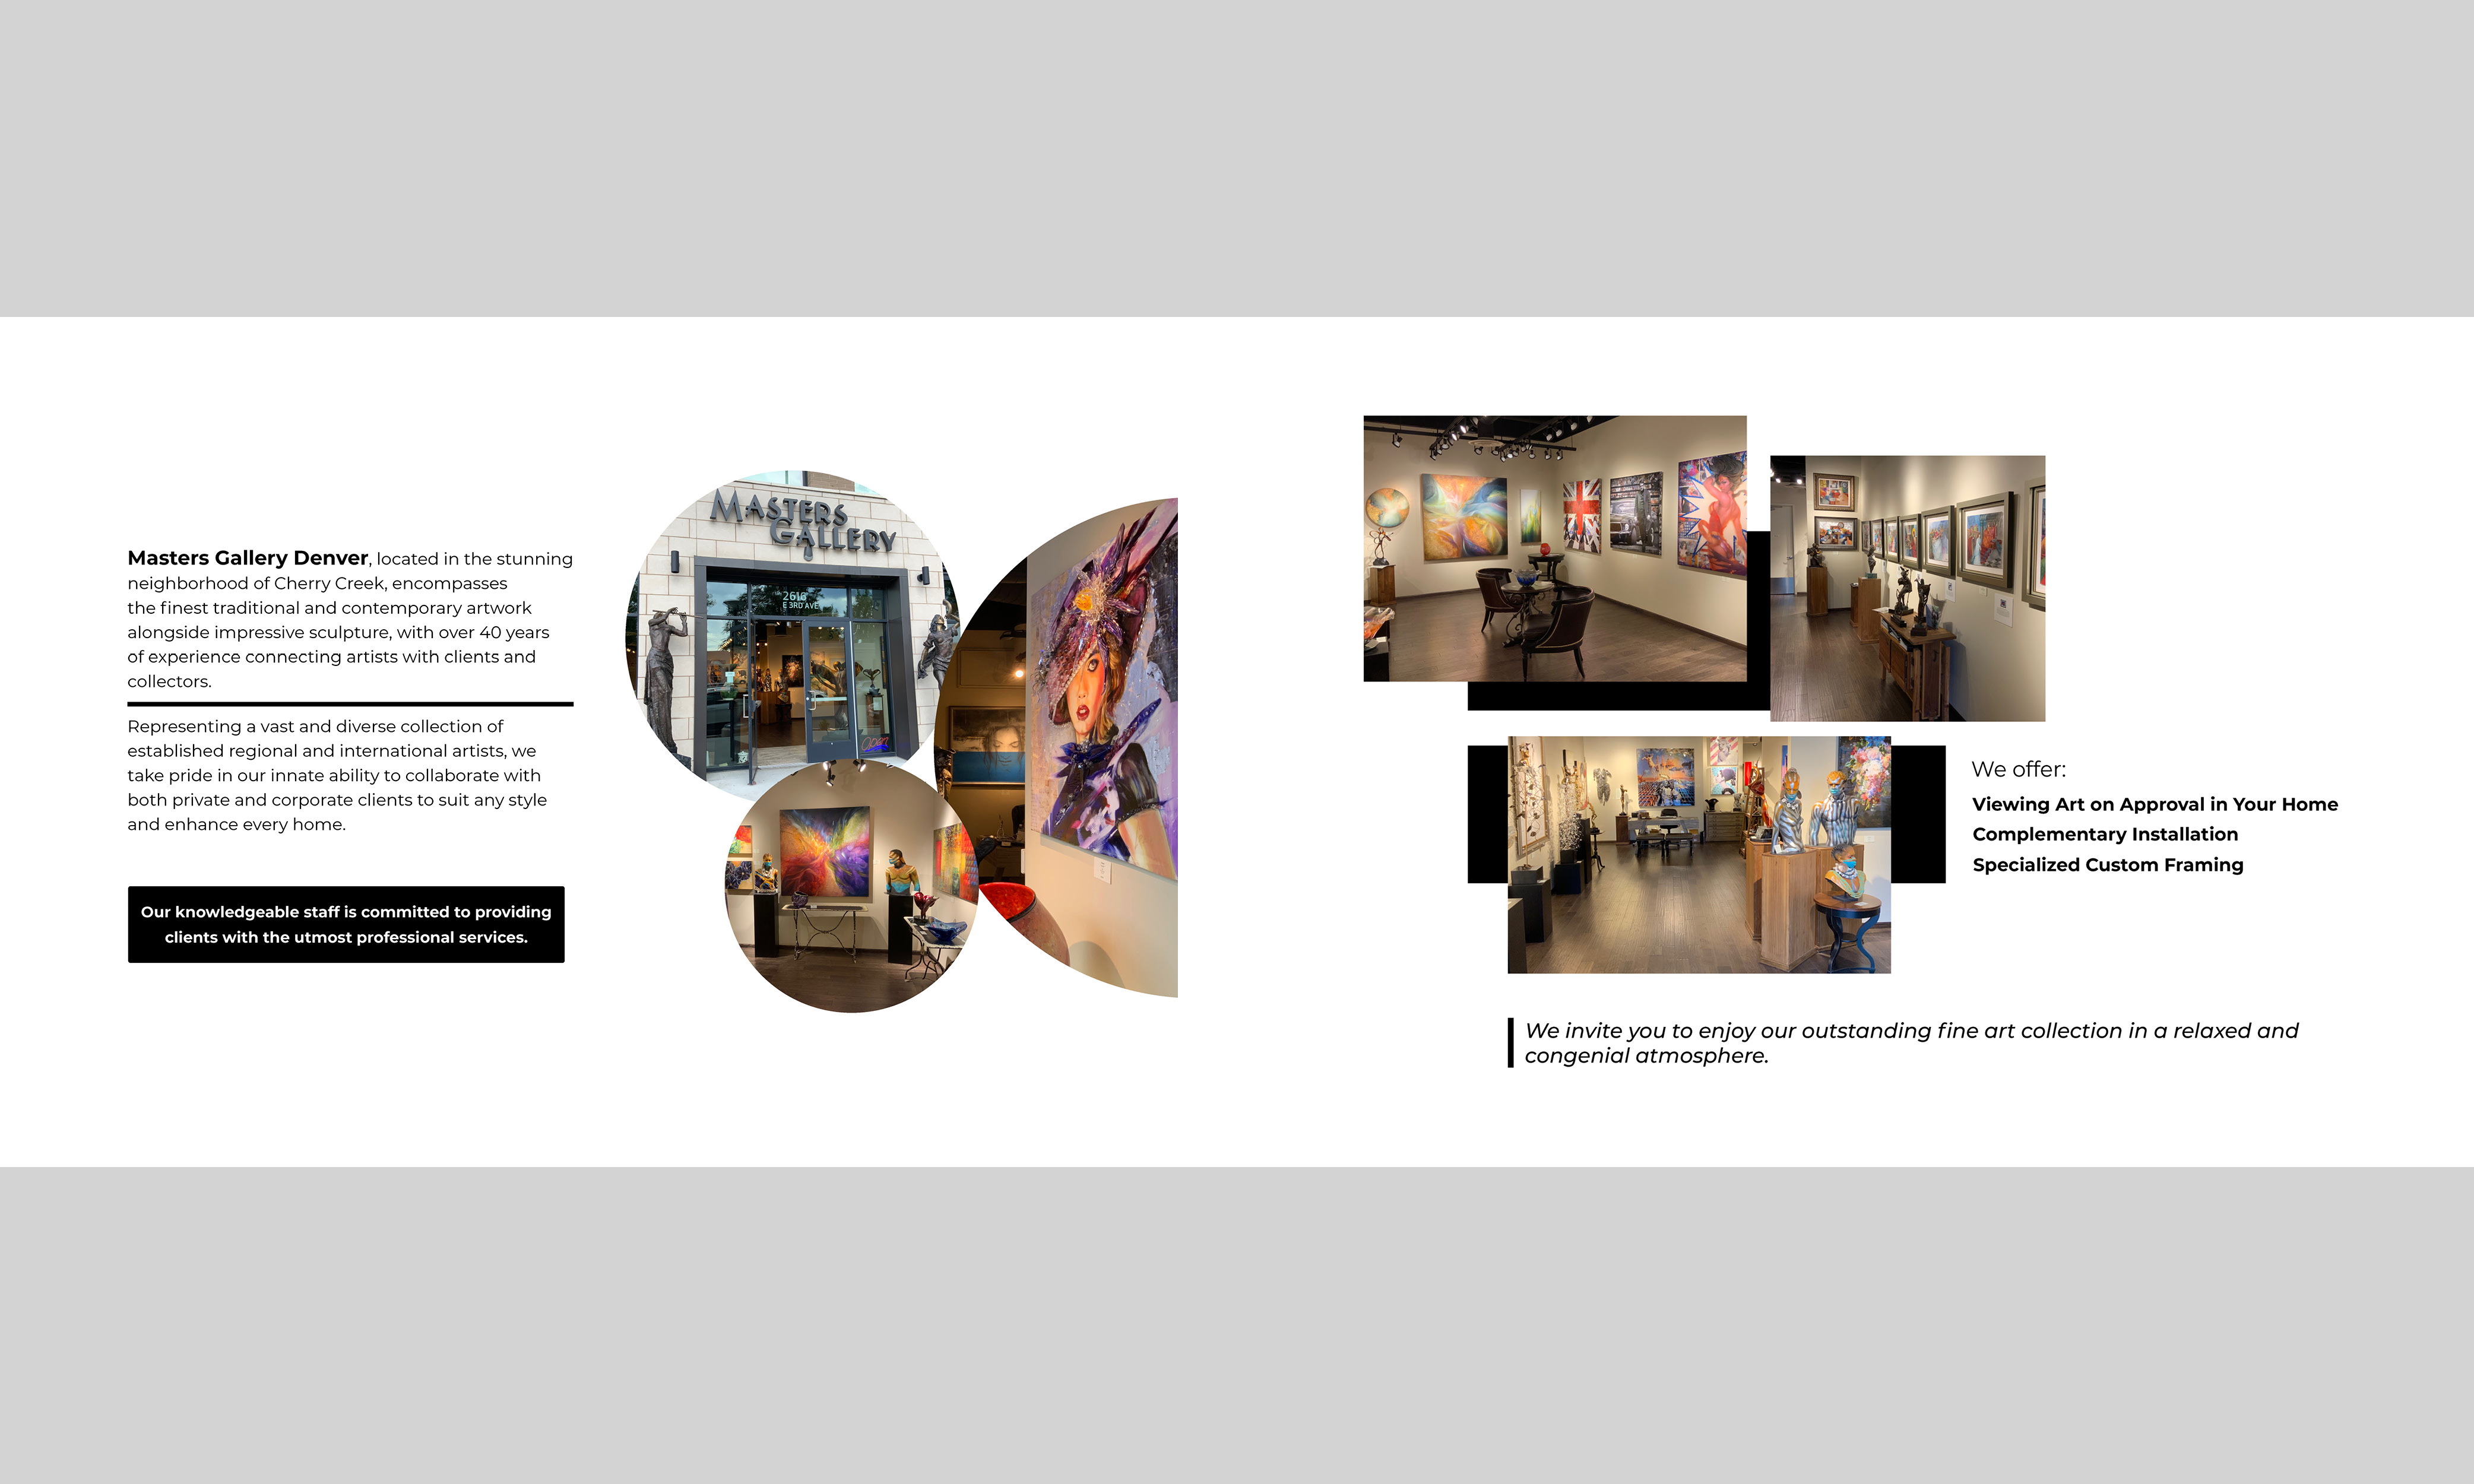 Masters Gallery Denver, located in the stunning
neighborhood of Cherry Creek, encompasses
the finest traditional and contemporary artwork
alongside impressive sculpture, with over 40 years
of experience connecting artists with clients and
collectors.
Representing a vast and diverse collection of
established regional and international artists, we
take pride in our innate ability to collaborate with
both private and corporate clients to suit any style
and enhance every home.
Our knowledgeable staff is committed to providing
clients with the utmost professional services.
MASTERS
GALLERY
2616
E 3RD AVE
OPEN
We offer:
Viewing Art on Approval in Your Home
Complementary Installation
Specialized Custom Framing
We invite you to enjoy our outstanding fine art collection in a relaxed and
congenial atmosphere.